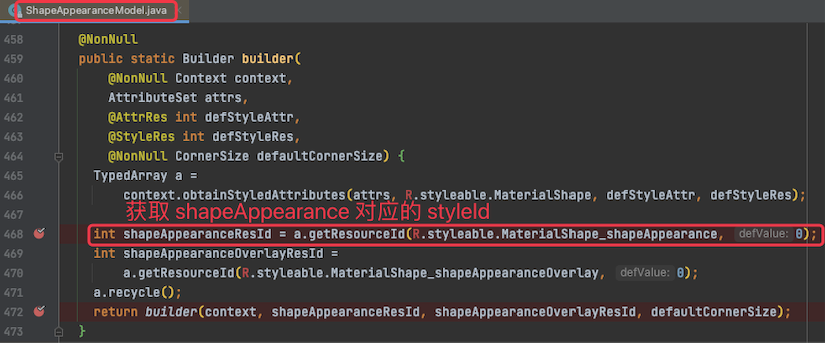 ShapeAppearanceModel.java
458 @NonNull
459 public static Builder builder(
460 @NonNull Context context,
461 AttributeSet attrs,
462 @AttrRes int defStyleAttr,
463 @StyleRes int defStyleRes,
464 @NonNull CornerSize defaultCornerSize) {
465 TypedArray a =
466 context.obtainStyledAttributes(attrs, R.styleable.MaterialShape, defStyleAttr, defStyleRes);
467 获取 shapeAppearance 对应的 styleId
468 int shapeAppearanceResId = a.getResourceId(R.styleable.MaterialShape_shapeAppearance, defValue: 0);
469 int shapeAppearanceOverlayResId =
470 a.getResourceId(R.styleable.MaterialShape_shapeAppearanceOverlay, defValue: 0);
471 a.recycle();
472 return builder(context, shapeAppearanceResId, shapeAppearanceOverlayResId, defaultCornerSize);
473 }